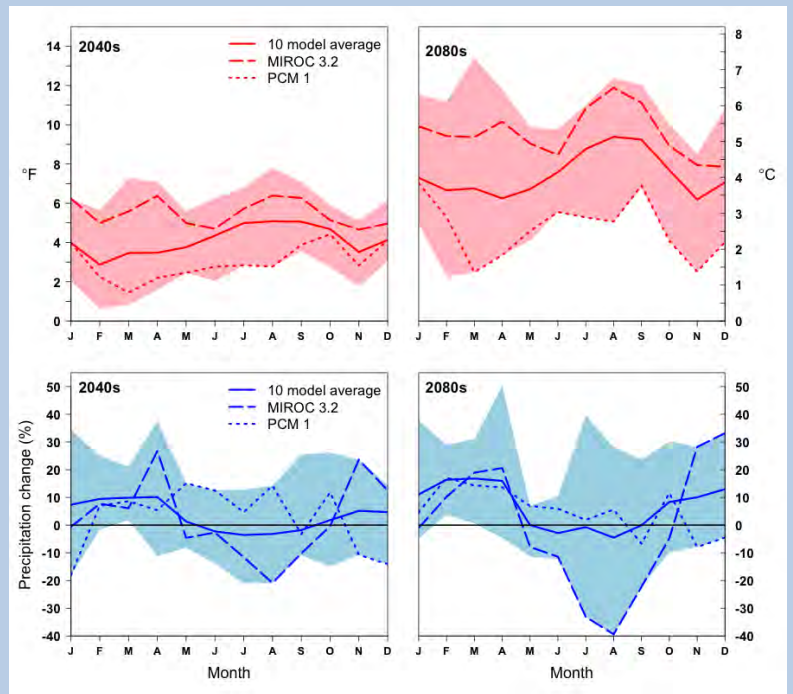 2040s
10 model average
MIROC 3.2
PCM 1
°F
14
12
10
8
6
4
2
0
J F M A M J J A S O N D
2080s
8
7
6
5
4
3
2
1
0
°C
J F M A M J J A S O N D
2040s
10 model average
MIROC 3.2
PCM 1
Precipitation change (%)
50
40
30
20
10
0
-10
-20
-30
-40
J F M A M J J A S O N D
Month
2080s
50
40
30
20
10
0
-10
-20
-30
-40
J F M A M J J A S O N D
Month